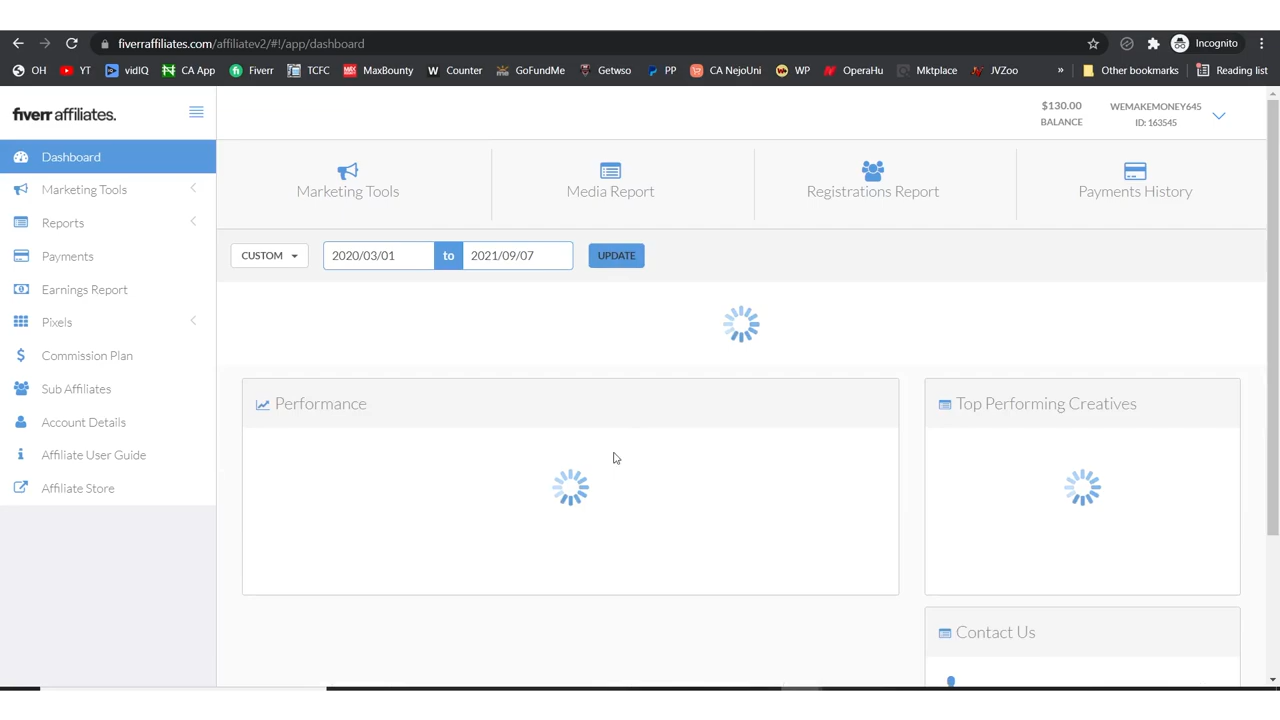 fiverraffiliates.com/affiliatev2/#!/app/dashboard
Incognito
OH YT vidIQ CA App Fiverr TCFC MaxBounty Counter GoFundMe Getwso PP CA NejoUni WP OperaHu Mktplace JVZoo » Other bookmarks Reading list
fiverr affiliates.
$130.00
BALANCE
WEMAKEMONEY645
ID: 163545
Dashboard
Marketing Tools
Reports
Payments
Earnings Report
Pixels
Commission Plan
Sub Affiliates
Account Details
Affiliate User Guide
Affiliate Store
Marketing Tools
Media Report
Registrations Report
Payments History
CUSTOM 2020/03/01 to 2021/09/07 UPDATE
Performance
Top Performing Creatives
Contact Us